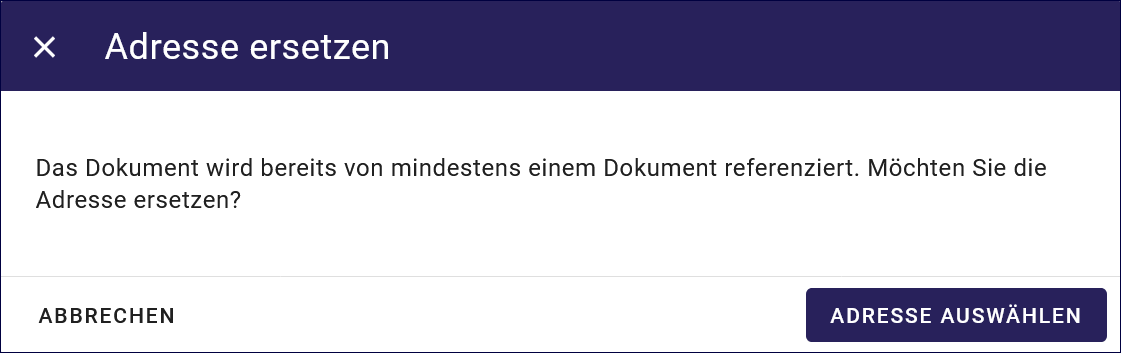 Adresse ersetzen
Das Dokument wird bereits von mindestens einem Dokument referenziert. Möchten Sie die
Adresse ersetzen?
ABBRECHEN
ADRESSE AUSWÄHLEN